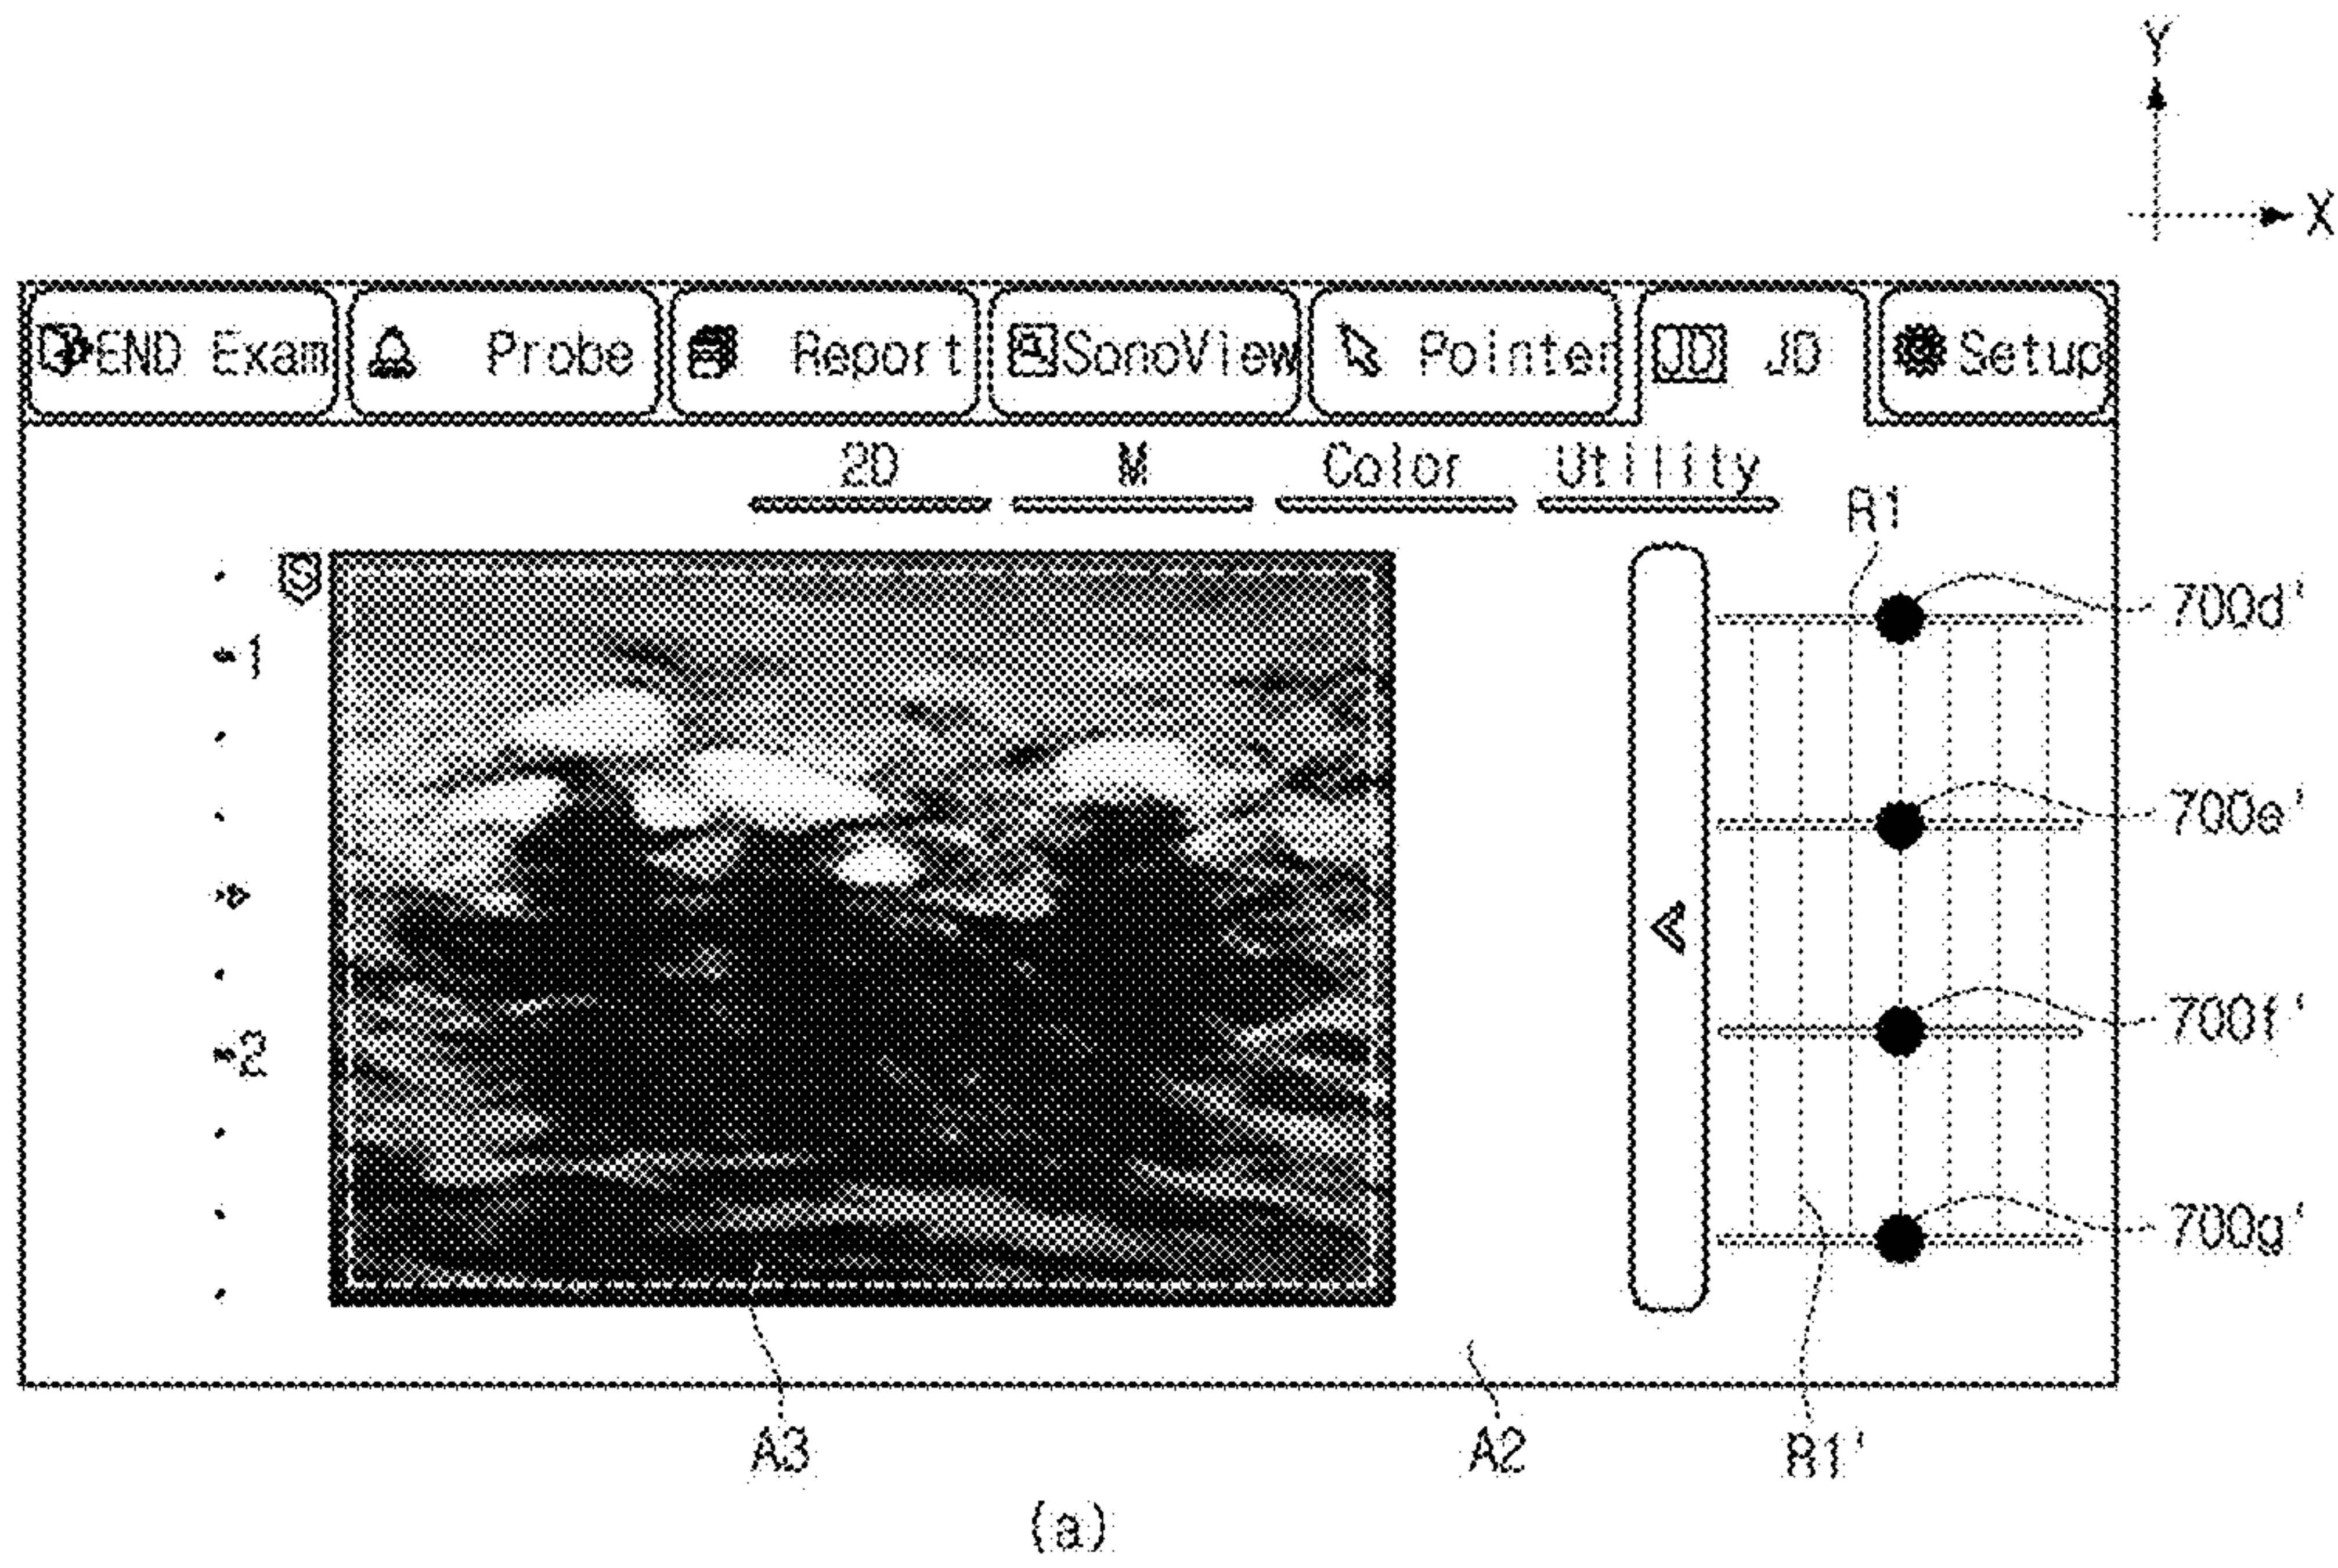 Y
X
END Exam Probe Report SonoView Pointer JD JD Setup
2D M Color Utility
R1
S
700d'
1
700e'
700f'
2
700g'
A3 A2 R1'
(a)